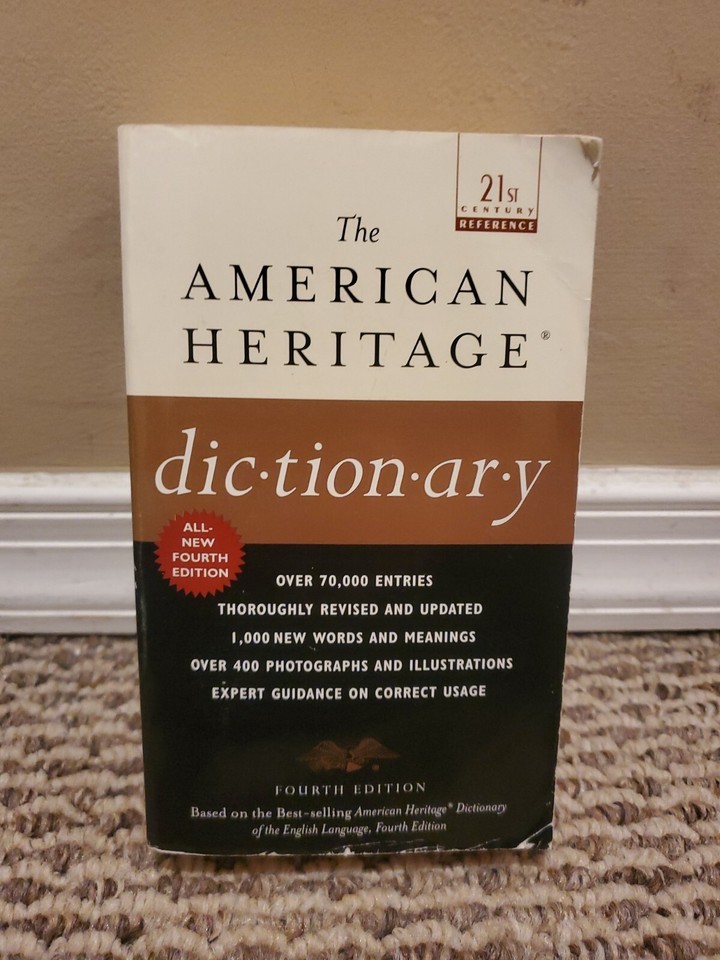 21ST
CENTURY
REFERENCE
The
AMERICAN
HERITAGE®
dic·tion·ar·y
ALL-
NEW
FOURTH
EDITION
OVER 70,000 ENTRIES
THOROUGHLY REVISED AND UPDATED
1,000 NEW WORDS AND MEANINGS
OVER 400 PHOTOGRAPHS AND ILLUSTRATIONS
EXPERT GUIDANCE ON CORRECT USAGE
FOURTH EDITION
Based on the Best-selling American Heritage® Dictionary
of the English Language, Fourth Edition